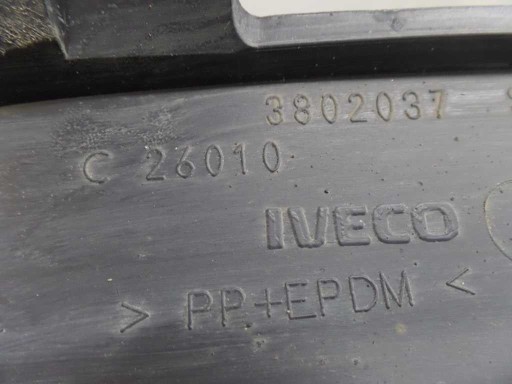 3802037
C 26010
IVECO
> PP+EPDM <